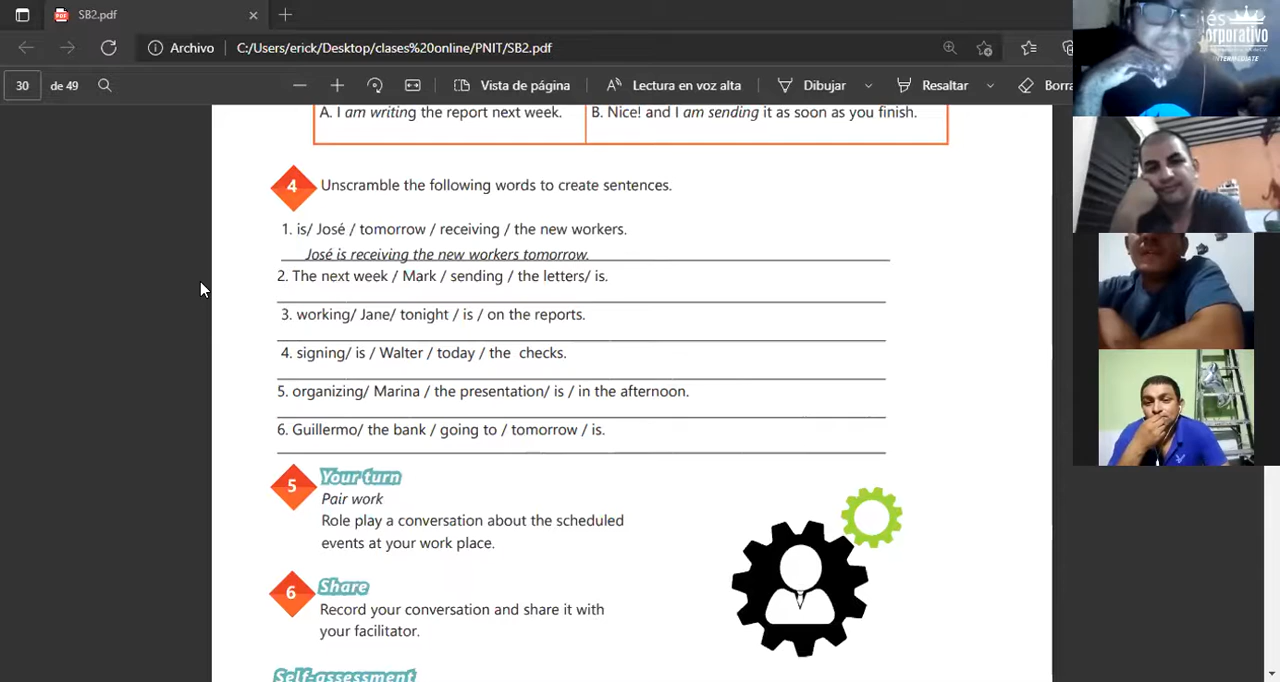 SB2.pdf
Archivo
C:/Users/erick/Desktop/clases%20online/PNIT/SB2.pdf
30
de 49
Vista de página
Lectura en voz alta
Dibujar
Resaltar
Borra
és
orporativo
INTERMEDIATE
A. I am writing the report next week.
B. Nice! and I am sending it as soon as you finish.
4 Unscramble the following words to create sentences.
1. is/ José / tomorrow / receiving / the new workers.
José is receiving the new workers tomorrow.
2. The next week / Mark / sending / the letters/ is.
3. working/ Jane/ tonight / is / on the reports.
4. signing/ is / Walter / today / the checks.
5. organizing/ Marina / the presentation/ is / in the afternoon.
6. Guillermo/ the bank / going to / tomorrow / is.
5 Your turn
Pair work
Role play a conversation about the scheduled
events at your work place.
6 Share
Record your conversation and share it with
your facilitator.
Self-assessment